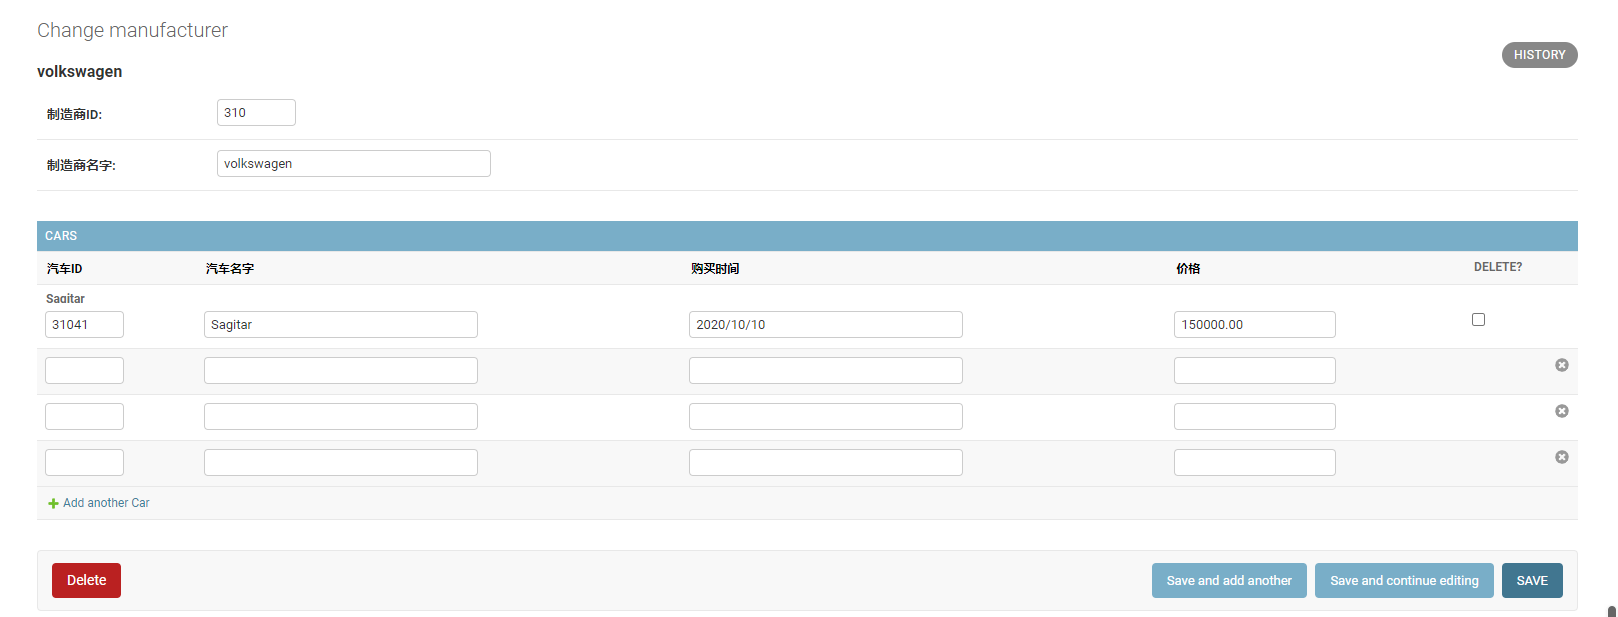 Change manufacturer
HISTORY
volkswagen
制造商ID: 310
制造商名字: volkswagen
CARS
汽车ID 汽车名字 购买时间 价格 DELETE?
Sagitar
31041 Sagitar 2020/10/10 150000.00
Add another Car
Delete Save and add another Save and continue editing SAVE